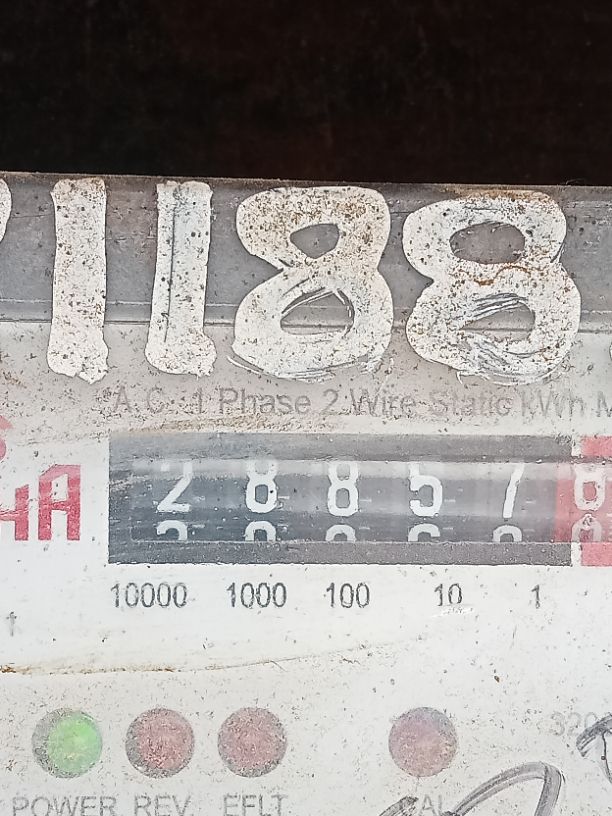 1188
A.C. 1 Phase 2 Wire Static kWh M
HA
2 8 8 5 7
10000 1000 100 10 1
320
POWER REV. EFLT CAL